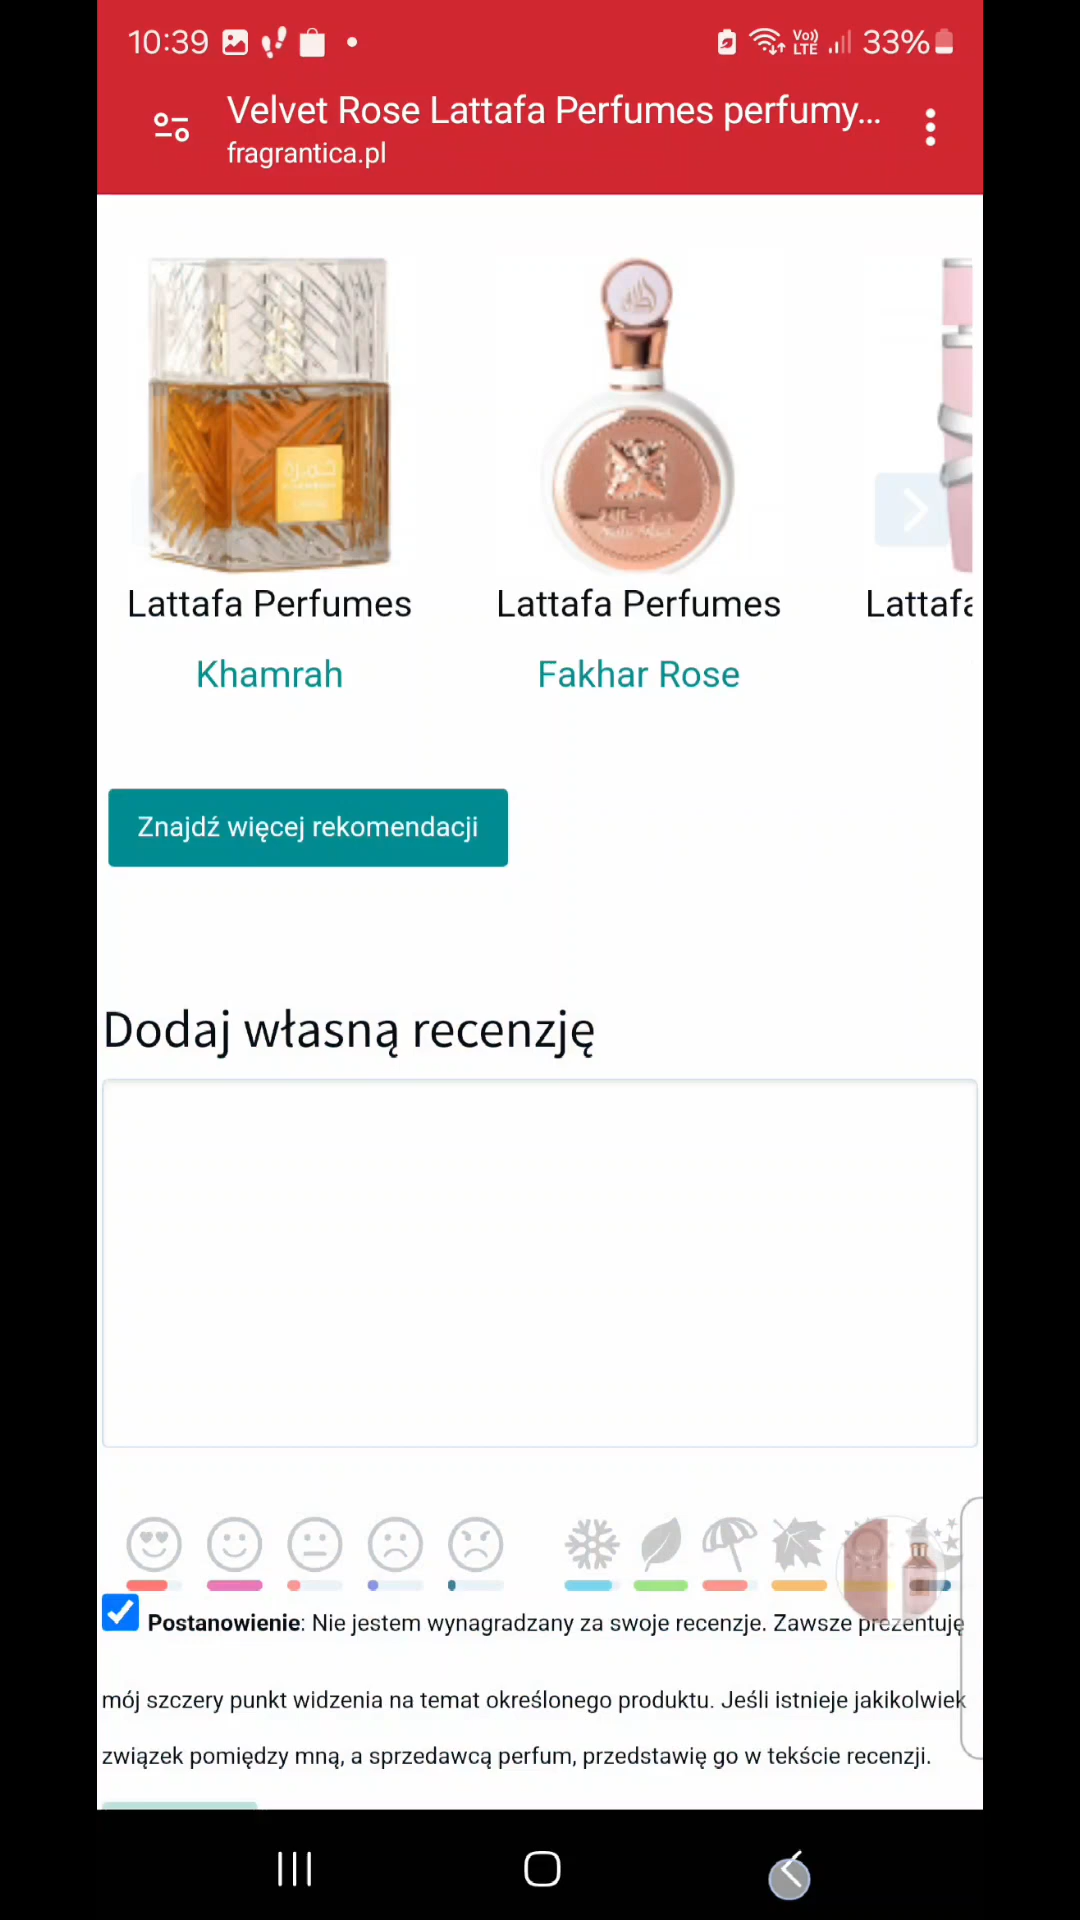 10:39
Vo))
LTE
33%
Velvet Rose Lattafa Perfumes perfumy...
fragrantica.pl
Lattafa Perfumes
Lattafa Perfumes
Lattafa
Khamrah
Fakhar Rose
Znajdź więcej rekomendacji
Dodaj własną recenzję
Postanowienie: Nie jestem wynagradzany za swoje recenzje. Zawsze prezentuję
mój szczery punkt widzenia na temat określonego produktu. Jeśli istnieje jakikolwiek
związek pomiędzy mną, a sprzedawcą perfum, przedstawię go w tekście recenzji.